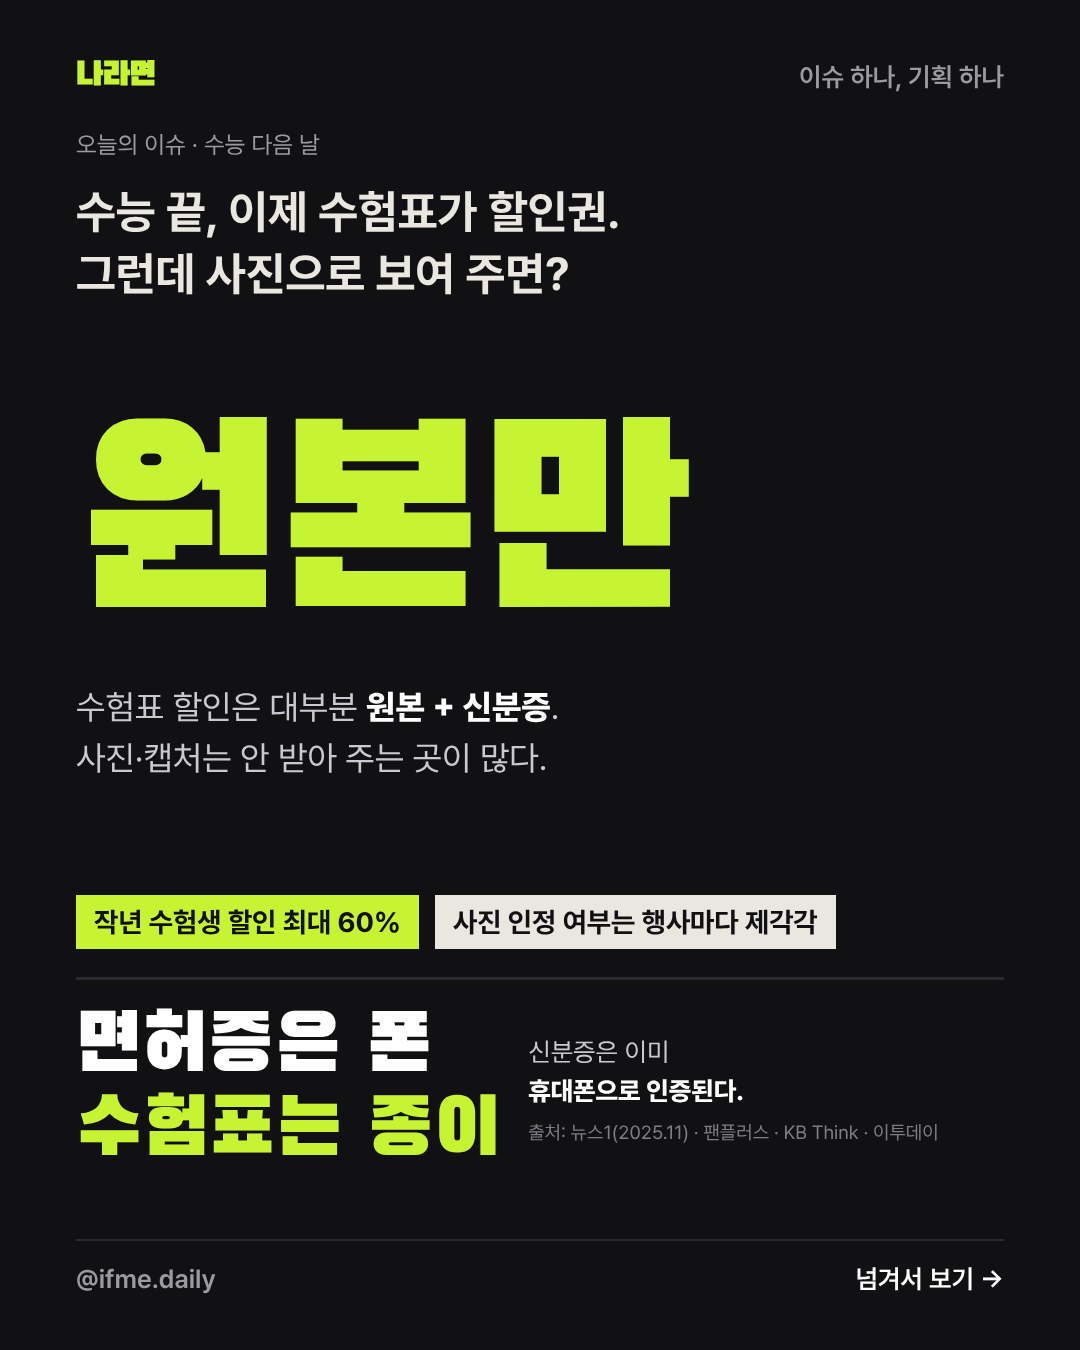 나라면
이슈 하나, 기획 하나
오늘의 이슈 · 수능 다음 날
수능 끝, 이제 수험표가 할인권.
그런데 사진으로 보여 주면?
원본만
수험표 할인은 대부분 원본 + 신분증.
사진·캡처는 안 받아 주는 곳이 많다.
작년 수험생 할인 최대 60%
사진 인정 여부는 행사마다 제각각
면허증은 폰
수험표는 종이
신분증은 이미
휴대폰으로 인증된다.
출처: 뉴스1(2025.11) · 팬플러스 · KB Think · 이투데이
@ifme.daily
넘겨서 보기 →